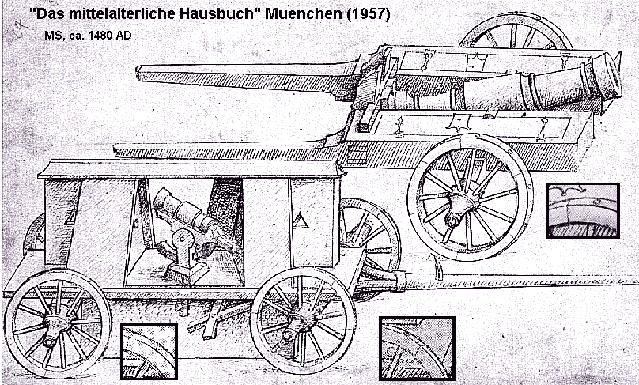 "Das mittelalterliche Hausbuch" Muenchen (1957)
MS, ca. 1480 AD